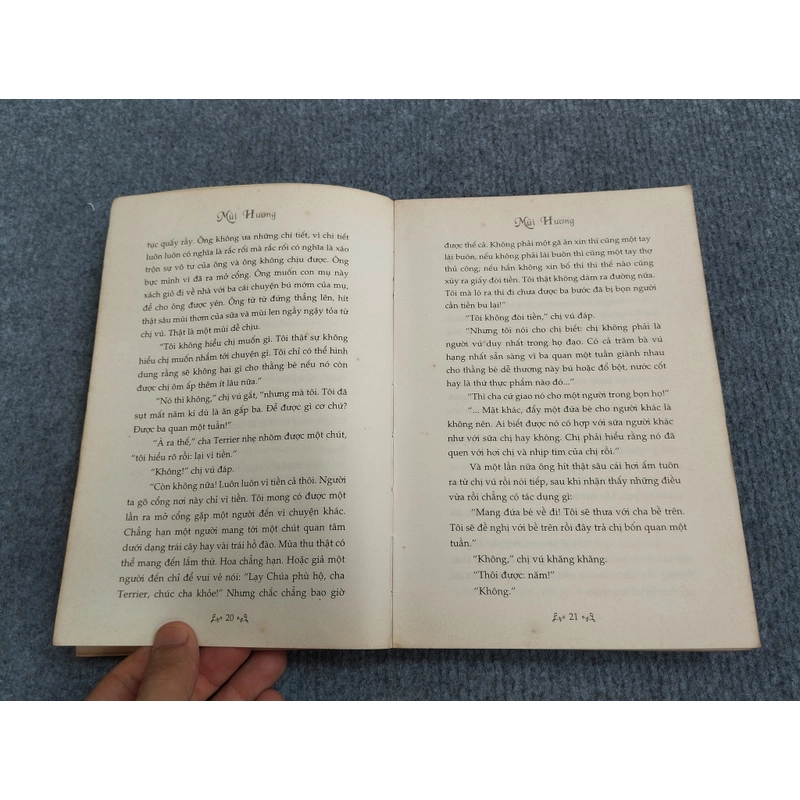 Mùi Hương
tục quấy rầy. Ông không ưa những chi tiết, vì chi tiết
luôn luôn có nghĩa là rắc rối mà rắc rối có nghĩa là xáo
trộn sự vô tư của ông và ông không chịu được. Ông
bực mình vì đã ra mở cổng. Ông muốn con mụ này
xách giỏ đi về nhà với ba cái chuyện bú mớm của mụ,
để cho ông được yên. Ông từ từ đứng thẳng lên, hít
thật sâu mùi thơm của sữa và mùi len ngầy ngậy tỏa từ
chị vú. Thật là một mùi dễ chịu.
“Tôi không hiểu chị muốn gì. Tôi thật sự không
hiểu chị muốn nhắm tới chuyện gì. Tôi chỉ có thể hình
dung rằng sẽ không hại gì cho thằng bé nếu nó còn
được chị ôm ấp thêm ít lâu nữa.”
“Nó thì không,” chị vú gắt, “nhưng mà tôi. Tôi đã
sụt mất năm kí dù là ăn gấp ba. Để được gì cơ chứ?
Được ba quan một tuần!”
“À ra thế,” cha Terrier nhẹ nhõm được một chút,
“tôi hiểu rõ rồi: lại vì tiền.”
“Không!” chị vú đáp.
“Còn không nữa! Luôn luôn vì tiền cả thôi. Người
ta gõ cổng nơi này chỉ vì tiền. Tôi mong có được một
lần ra mở cổng gặp một người đến vì chuyện khác.
Chẳng hạn một người mang tới một chút quan tâm
dưới dạng trái cây hay vài trái hồ đào. Mùa thu thật có
thể mang đến lắm thứ. Hoa chẳng hạn. Hoặc giả một
người đến chỉ để vui vẻ nói: “Lạy Chúa phù hộ, cha
Terrier, chúc cha khỏe!” Nhưng chắc chẳng bao giờ
20
Mùi Hương
được thế cả. Không phải một gã ăn xin thì cũng một tay
lái buôn, nếu không phải lái buôn thì cũng một tay thợ
thủ công; nếu hắn không xin bố thí thì thế nào cũng
xùy ra giấy đòi tiền. Tôi thật không dám ra đường nữa.
Tôi mà ló ra thì đi chưa được ba bước đã bị bọn người
cần tiền bu lại!”
“Tôi không đòi tiền,” chị vú đáp.
“Nhưng tôi nói cho chị biết: chị không phải là
người vú duy nhất trong họ đạo. Có cả trăm bà vú
hạng nhất sẵn sàng vì ba quan một tuần giành nhau
cho thằng bé dễ thương này bú hoặc đổ bột, nước cốt
hay là thứ thực phẩm nào đó...”
“Thì cha cứ giao nó cho một người trong bọn họ!”
“... Mặt khác, đẩy một đứa bé cho người khác là
không nên. Ai biết được nó có hợp với sữa người khác
như với sữa chị hay không. Chị phải hiểu rằng nó đã
quen với hơi chị và nhịp tim của chị rồi.”
Và một lần nữa ông hít thật sâu cái hơi ấm tuôn
ra từ chị vú rồi nói tiếp, sau khi nhận thấy những điều
vừa rồi chẳng có tác dụng gì:
“Mang đứa bé về đi! Tôi sẽ thưa với cha bề trên.
Tôi sẽ đề nghị với bề trên rồi đây trả chị bốn quan một
tuần.”
“Không,” chị vú khăng khăng.
“Thôi được: năm!”
“Không.”
21